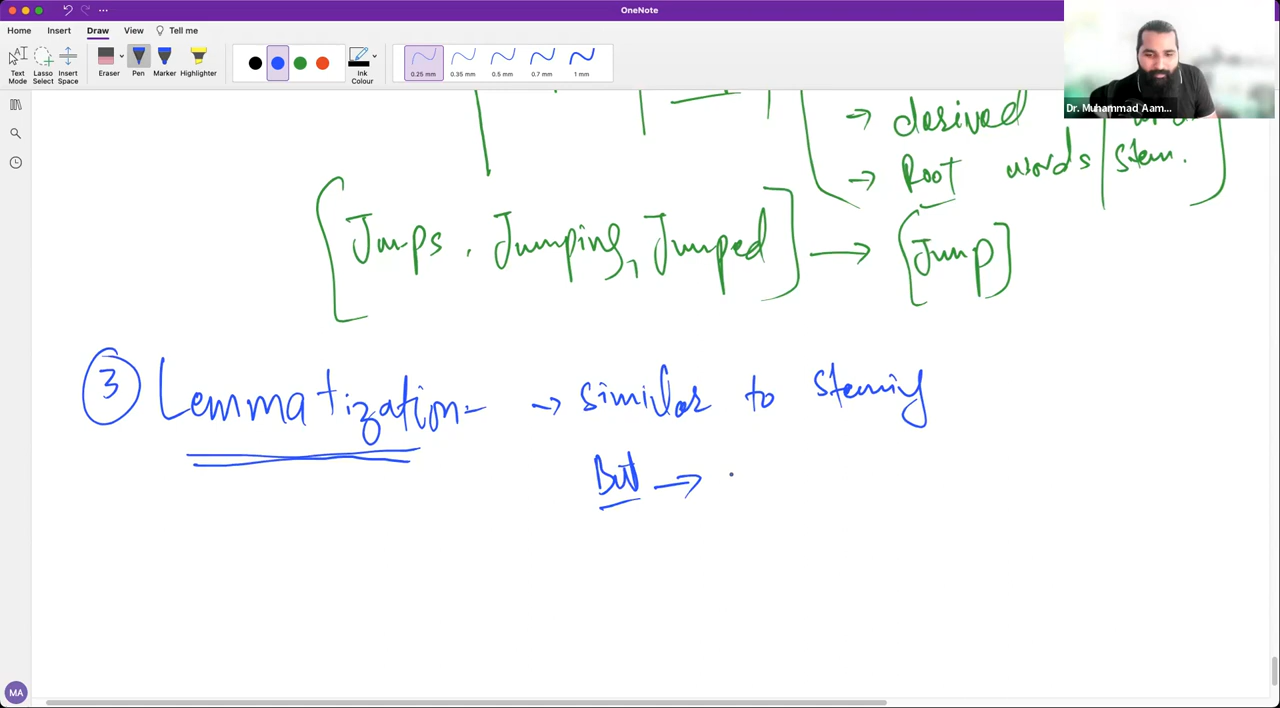 OneNote
Home Insert Draw View Tell me
Text Mode Lasso Select Insert Space Eraser Pen Marker Highlighter Ink Colour 0.25 mm 0.35 mm 0.5 mm 0.7 mm 1 mm
Dr. Muhammad Aam...
→ derived
→ Root words stem.
[Jumps, Jumping, Jumped] → [Jump]
3 Lemmatization → similar to steming
But →
MA